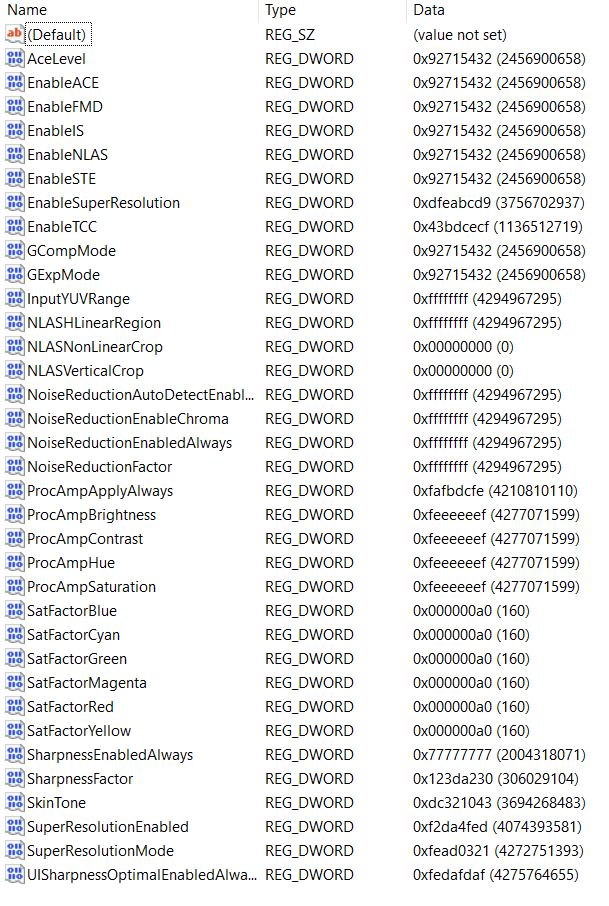 Name Type Data
(Default) REG_SZ (value not set)
AceLevel REG_DWORD 0x92715432 (2456900658)
EnableACE REG_DWORD 0x92715432 (2456900658)
EnableFMD REG_DWORD 0x92715432 (2456900658)
EnableIS REG_DWORD 0x92715432 (2456900658)
EnableNLAS REG_DWORD 0x92715432 (2456900658)
EnableSTE REG_DWORD 0x92715432 (2456900658)
EnableSuperResolution REG_DWORD 0xdfeabcd9 (3756702937)
EnableTCC REG_DWORD 0x43bdcecf (1136512719)
GCompMode REG_DWORD 0x92715432 (2456900658)
GExpMode REG_DWORD 0x92715432 (2456900658)
InputYUVRange REG_DWORD 0xffffffff (4294967295)
NLASHLinearRegion REG_DWORD 0xffffffff (4294967295)
NLASNonLinearCrop REG_DWORD 0x00000000 (0)
NLASVerticalCrop REG_DWORD 0x00000000 (0)
NoiseReductionAutoDetectEnabl... REG_DWORD 0xffffffff (4294967295)
NoiseReductionEnableChroma REG_DWORD 0xffffffff (4294967295)
NoiseReductionEnabledAlways REG_DWORD 0xffffffff (4294967295)
NoiseReductionFactor REG_DWORD 0xffffffff (4294967295)
ProcAmpApplyAlways REG_DWORD 0xfafbdcfe (4210810110)
ProcAmpBrightness REG_DWORD 0xfeeeeeef (4277071599)
ProcAmpContrast REG_DWORD 0xfeeeeeef (4277071599)
ProcAmpHue REG_DWORD 0xfeeeeeef (4277071599)
ProcAmpSaturation REG_DWORD 0xfeeeeeef (4277071599)
SatFactorBlue REG_DWORD 0x000000a0 (160)
SatFactorCyan REG_DWORD 0x000000a0 (160)
SatFactorGreen REG_DWORD 0x000000a0 (160)
SatFactorMagenta REG_DWORD 0x000000a0 (160)
SatFactorRed REG_DWORD 0x000000a0 (160)
SatFactorYellow REG_DWORD 0x000000a0 (160)
SharpnessEnabledAlways REG_DWORD 0x77777777 (2004318071)
SharpnessFactor REG_DWORD 0x123da230 (306029104)
SkinTone REG_DWORD 0xdc321043 (3694268483)
SuperResolutionEnabled REG_DWORD 0xf2da4fed (4074393581)
SuperResolutionMode REG_DWORD 0xfead0321 (4272751393)
UISharpnessOptimalEnabledAlwa... REG_DWORD 0xfedafdaf (4275764655)